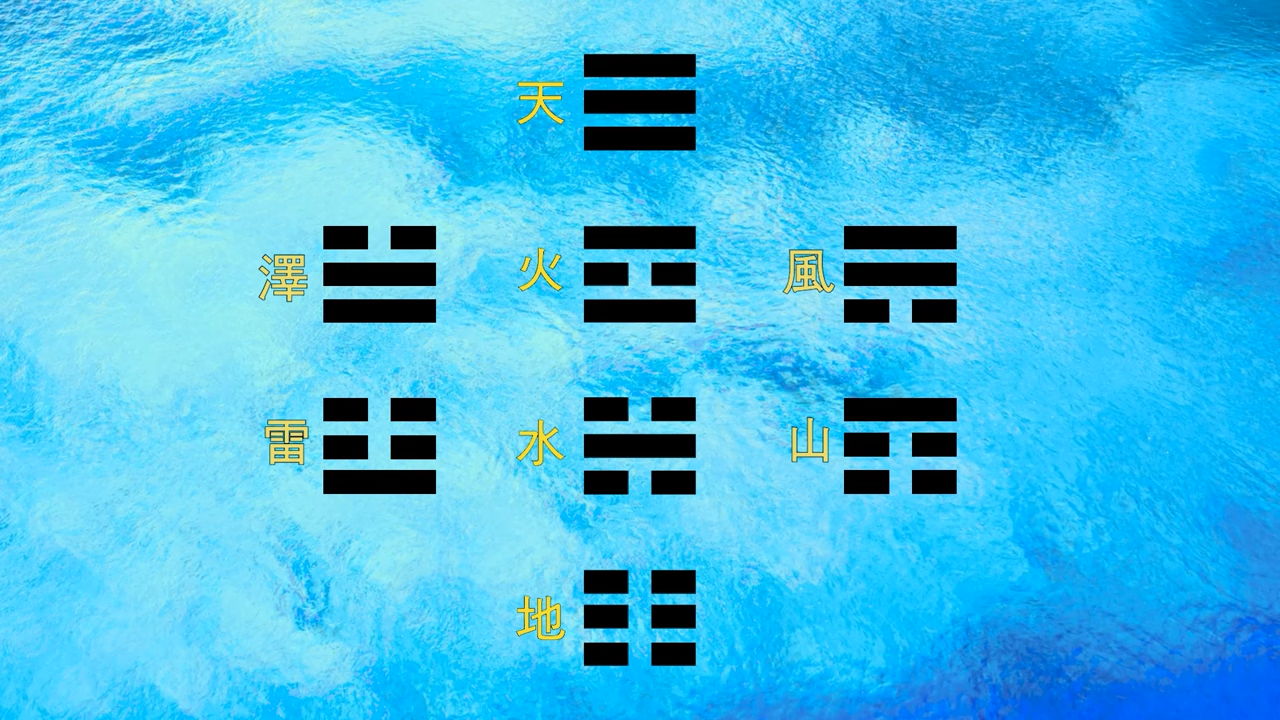 天
澤 火 風
雷 水 山
地